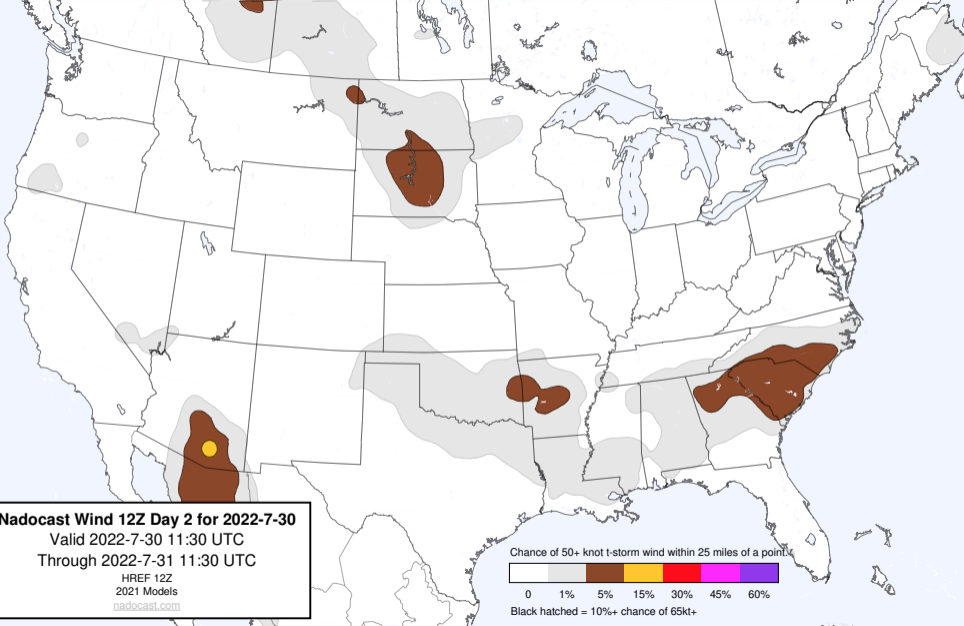 Nadocast Wind 12Z Day 2 for 2022-7-30
Valid 2022-7-30 11:30 UTC
Through 2022-7-31 11:30 UTC
HREF 12Z
2021 Models
nadocast.com
Chance of 50+ knot t-storm wind within 25 miles of a point.
0 1% 5% 15% 30% 45% 60%
Black hatched = 10%+ chance of 65kt+